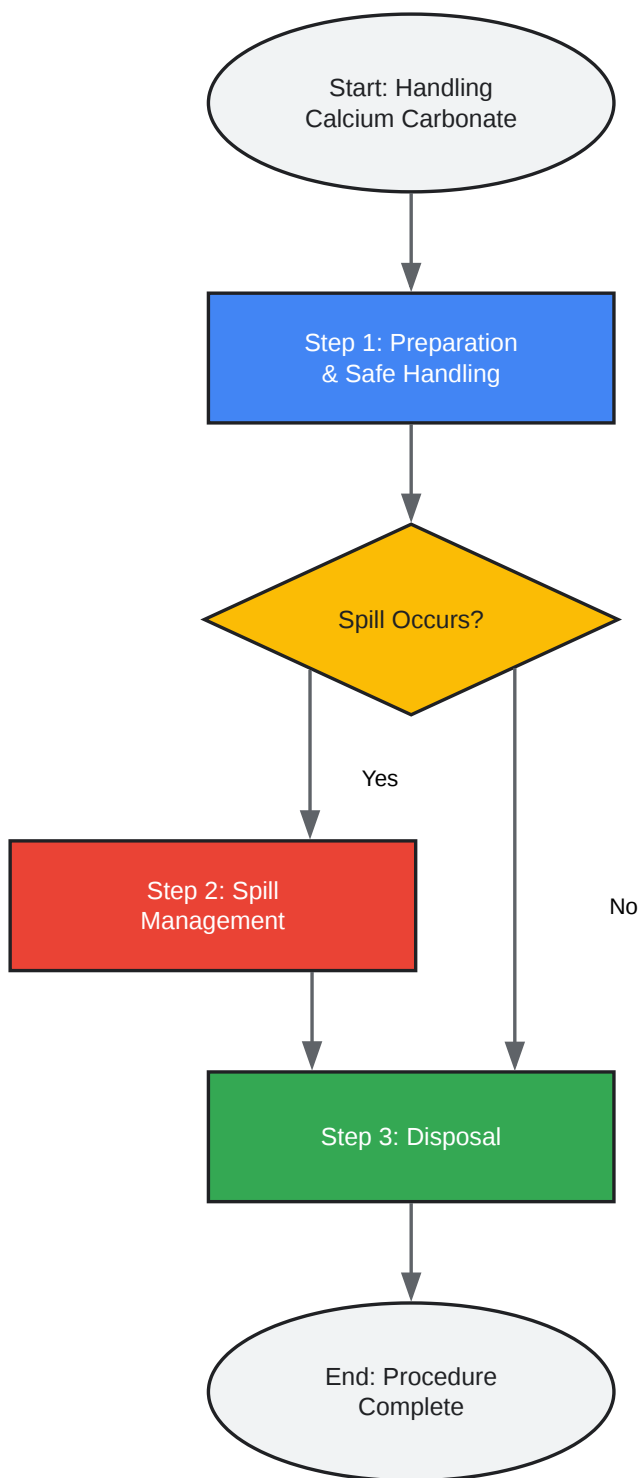 Start: Handling
Calcium Carbonate
Step 1: Preparation
& Safe Handling
Spill Occurs?
Yes
Step 2: Spill
Management
No
Step 3: Disposal
End: Procedure
Complete